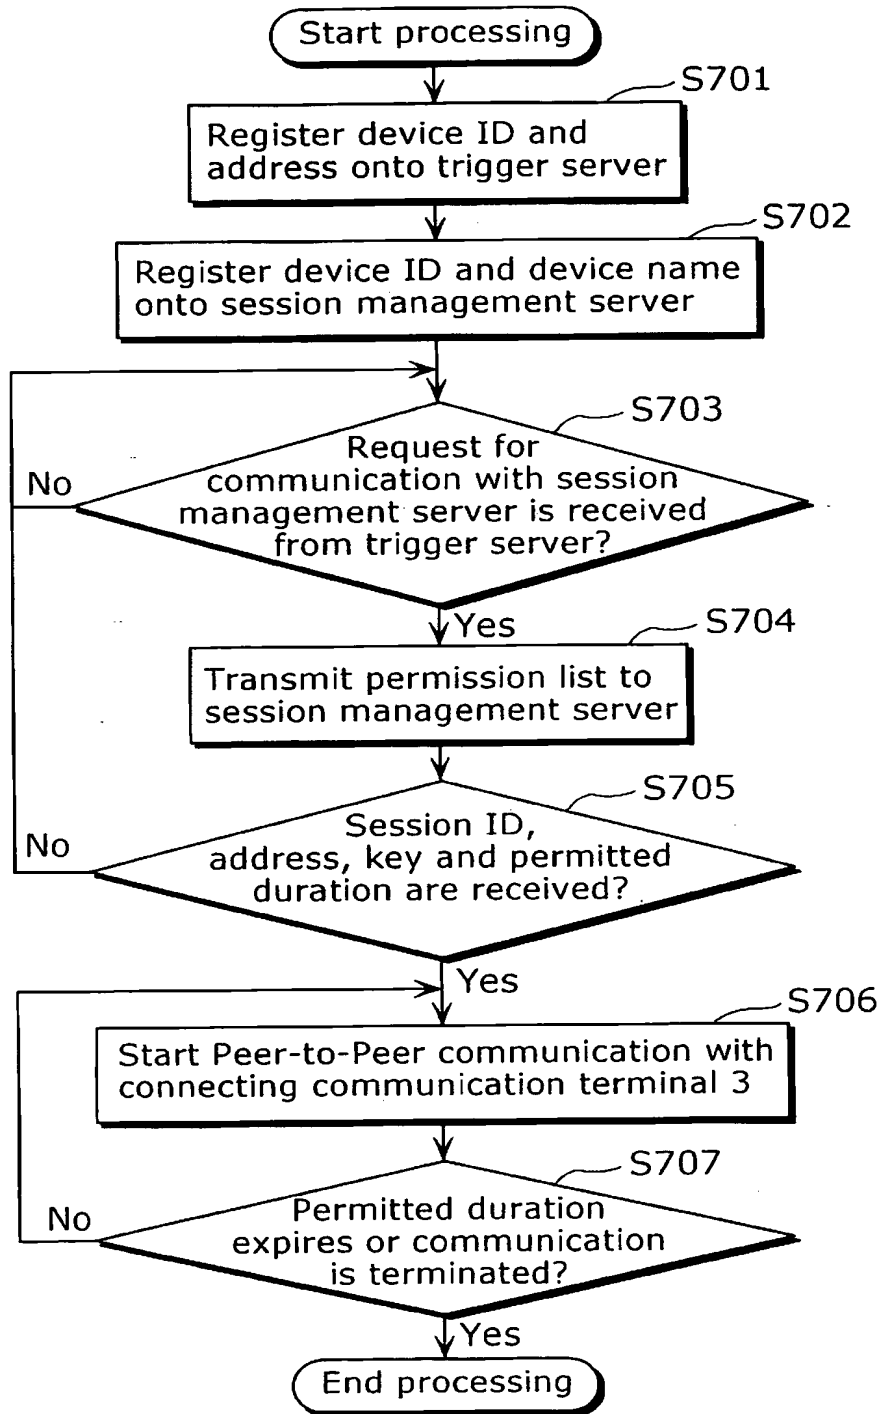 Start processing
S701
Register device ID and
address onto trigger server
S702
Register device ID and device name
onto session management server
S703
Request for
communication with session
management server is received
from trigger server?
No
Yes
S704
Transmit permission list to
session management server
S705
Session ID,
address, key and permitted
duration are received?
No
Yes
S706
Start Peer-to-Peer communication with
connecting communication terminal 3
S707
Permitted duration
expires or communication
is terminated?
No
Yes
End processing